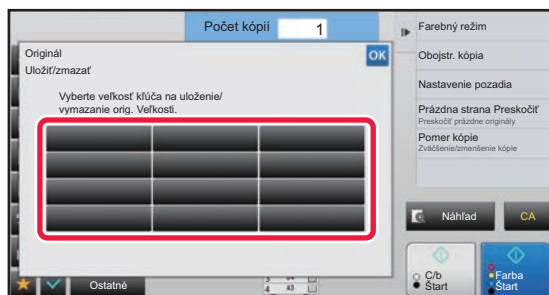 Počet kópií 1
Originál
OK
Uložiť/zmazať
Vyberte veľkosť kľúča na uloženie/
vymazanie orig. Veľkosti.
Farebný režim
Obojstr. kópia
Nastavenie pozadia
Prázdna strana Preskočiť
Preskočiť prázdne originály
Pomer kópie
Zväčšenie/zmenšenie kópie
Náhľad
CA
C/b
Štart
Farba
Štart
Ostatné
4 A3